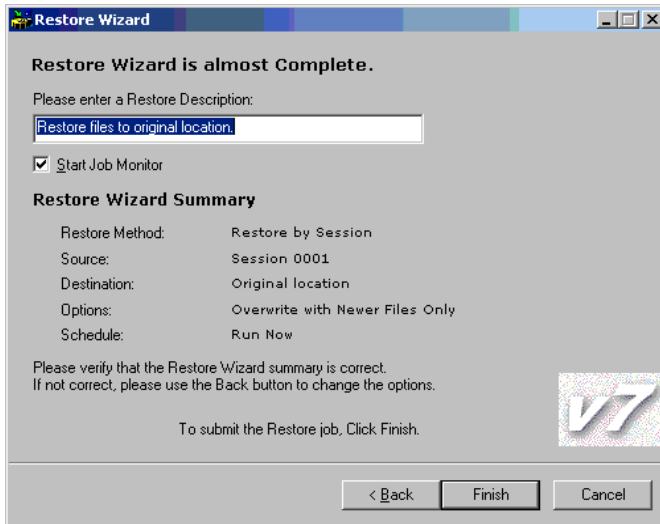 Restore Wizard
Restore Wizard is almost Complete.
Please enter a Restore Description:
Restore files to original location.
Start Job Monitor
Restore Wizard Summary
Restore Method: Restore by Session
Source: Session 0001
Destination: Original location
Options: Overwrite with Newer Files Only
Schedule: Run Now
Please verify that the Restore Wizard summary is correct.
If not correct, please use the Back button to change the options.
v7
To submit the Restore job, Click Finish.
< Back Finish Cancel